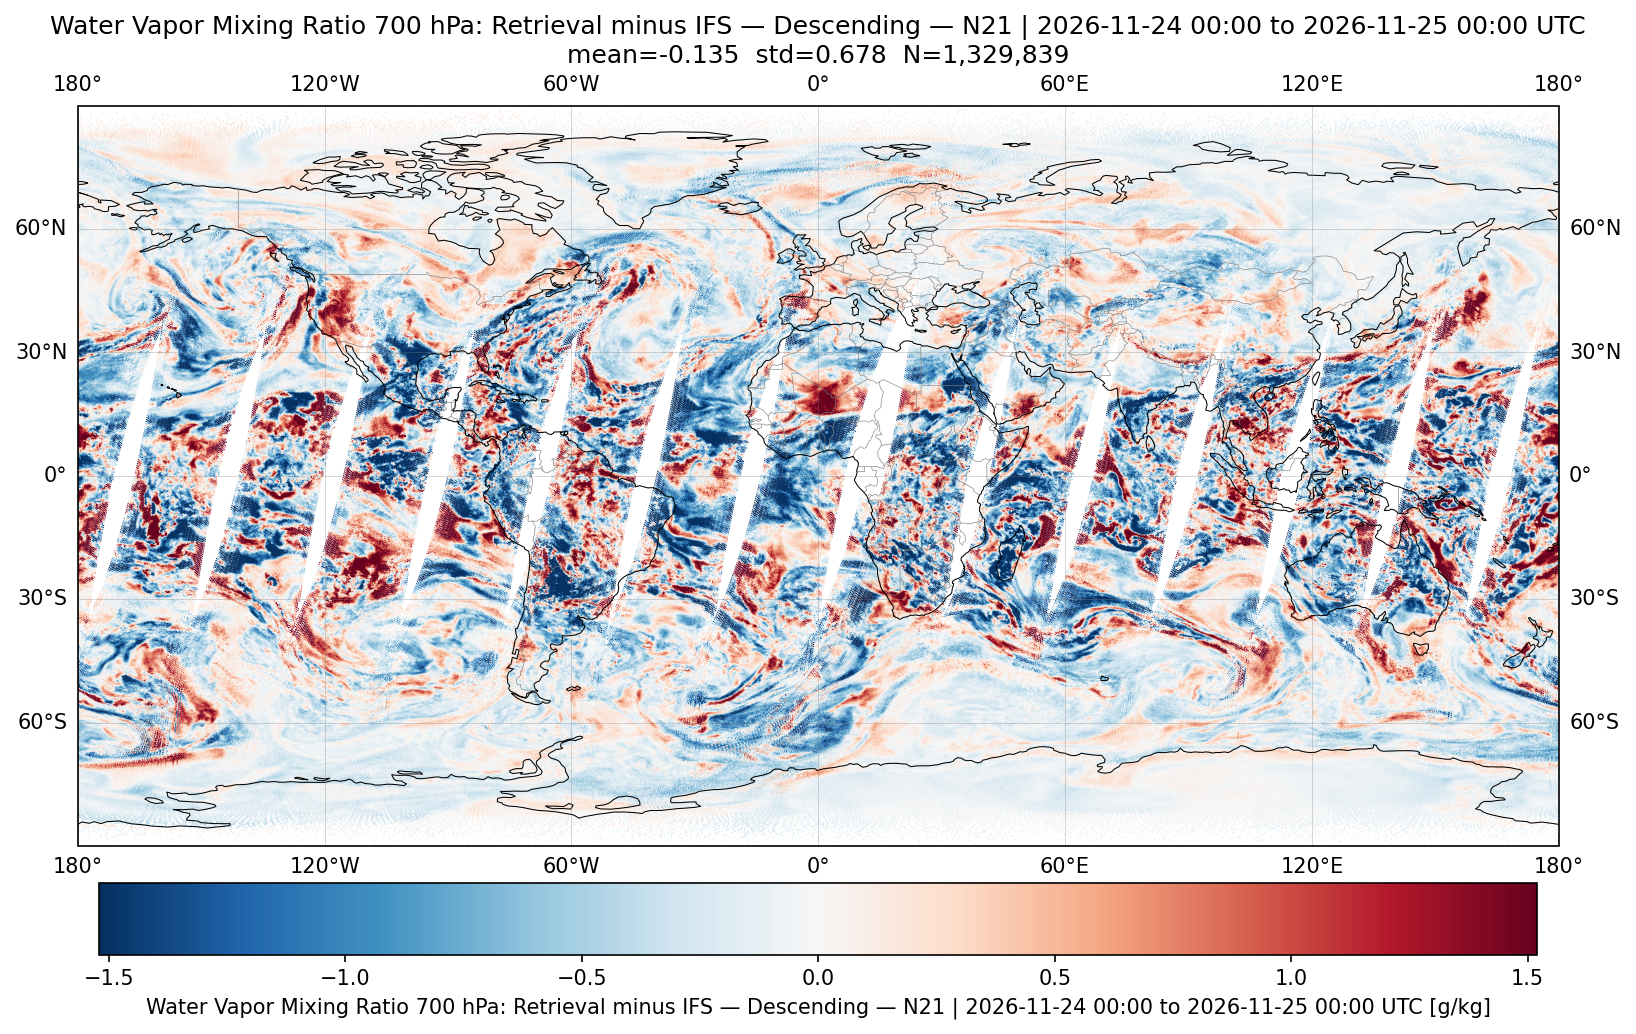 Water Vapor Mixing Ratio 700 hPa: Retrieval minus IFS — Descending — N21 | 2026-11-24 00:00 to 2026-11-25 00:00 UTC
mean=-0.135 std=0.678 N=1,329,839
180° 120°W 60°W 0° 60°E 120°E 180°
60°N 60°N
30°N 30°N
0° 0°
30°S 30°S
60°S 60°S
180° 120°W 60°W 0° 60°E 120°E 180°
−1.5 −1.0 −0.5 0.0 0.5 1.0 1.5
Water Vapor Mixing Ratio 700 hPa: Retrieval minus IFS — Descending — N21 | 2026-11-24 00:00 to 2026-11-25 00:00 UTC [g/kg]